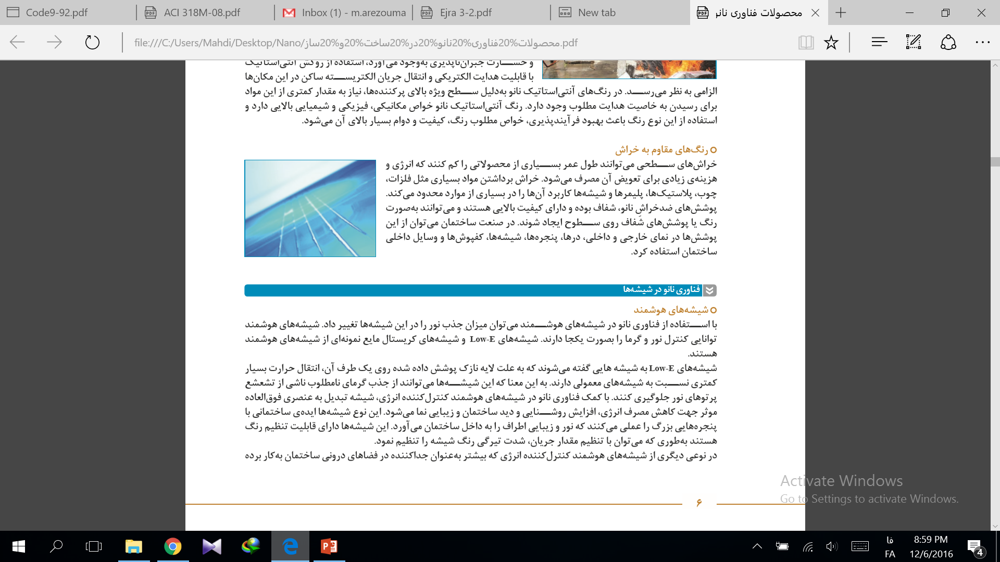 Code9-92.pdf
ACI 318M-08.pdf
Inbox (1) - m.arezouma
Ejra 3-2.pdf
New tab
محصولات فناوری نانو
file:///C:/Users/Mahdi/Desktop/Nano/محصولات%20فناوری%20نانو%20در%20ساخت%20و%20ساز.pdf
و خسارت جبران‌ناپذیری به‌وجود می‌آورد، استفاده از روکش آنتی‌استاتیک
با قابلیت هدایت الکتریکی و انتقال جریان الکتریسته ساکن در این مکان‌ها
الزامی به نظر می‌رسد. در رنگ‌های آنتی‌استاتیک نانو به‌دلیل سطح ویژه بالای پرکننده‌ها، نیاز به مقدار کمتری از این مواد
برای رسیدن به خاصیت هدایت مطلوب وجود دارد. رنگ آنتی‌استاتیک نانو خواص مکانیکی، فیزیکی و شیمیایی بالایی دارد و
استفاده از این نوع رنگ باعث بهبود فرآیندپذیری، خواص مطلوب رنگ، کیفیت و دوام بسیار بالای آن می‌شود.
رنگ‌های مقاوم به خراش
خراش‌های سطحی می‌توانند طول عمر بسیاری از محصولاتی را کم کنند که انرژی و
هزینه‌ی زیادی برای تعویض آن مصرف می‌شود. خراش برداشتن مواد بسیاری مثل فلزات،
چوب، پلاستیک‌ها، پلیمرها و شیشه‌ها کاربرد آن‌ها را در بسیاری از موارد محدود می‌کند.
پوشش‌های ضدخراشِ نانو، شفاف بوده و دارای کیفیت بالایی هستند و می‌توانند به‌صورت
رنگ یا پوشش‌های شفاف روی سطوح ایجاد شوند. در صنعت ساختمان می‌توان از این
پوشش‌ها در نمای خارجی و داخلی، درها، پنجره‌ها، شیشه‌ها، کفپوش‌ها و وسایل داخلی
ساختمان استفاده کرد.
فناوری نانو در شیشه‌ها
شیشه‌های هوشمند
با استفاده از فناوری نانو در شیشه‌های هوشمند می‌توان میزان جذب نور را در این شیشه‌ها تغییر داد. شیشه‌های هوشمند
توانایی کنترل نور و گرما را بصورت یکجا دارند. شیشه‌های Low-E و شیشه‌های کریستال مایع نمونه‌ای از شیشه‌های هوشمند
هستند.
شیشه‌های Low-E به شیشه هایی گفته می‌شوند که به علت لایه نازک پوشش داده شده روی یک طرف آن، انتقال حرارت بسیار
کمتری نسبت به شیشه‌های معمولی دارند. به این معنا که این شیشه‌ها می‌توانند از جذب گرمای نامطلوب ناشی از تشعشع
پرتوهای نور جلوگیری کنند. با کمک فناوری نانو در شیشه‌های هوشمند کنترل‌کننده انرژی، شیشه تبدیل به عنصری فوق‌العاده
موثر جهت کاهش مصرف انرژی، افزایش روشنایی و دید ساختمان و زیبایی نما می‌شود. این نوع شیشه‌ها ایده‌ی ساختمانی با
پنجره‌هایی بزرگ را عملی می‌کنند که نور و زیبایی اطراف را به داخل ساختمان می‌آورد. این شیشه‌ها دارای قابلیت تنظیم رنگ
هستند به‌طوری که می‌توان با تنظیم مقدار جریان، شدت تیرگی رنگ شیشه را تنظیم نمود.
در نوعی دیگری از شیشه‌های هوشمند کنترل‌کننده انرژی که بیشتر به‌عنوان جداکننده در فضاهای درونی ساختمان به‌کار برده
Activate Windows
Go to Settings to activate Windows.
۶
فا
FA
8:59 PM
12/6/2016
4